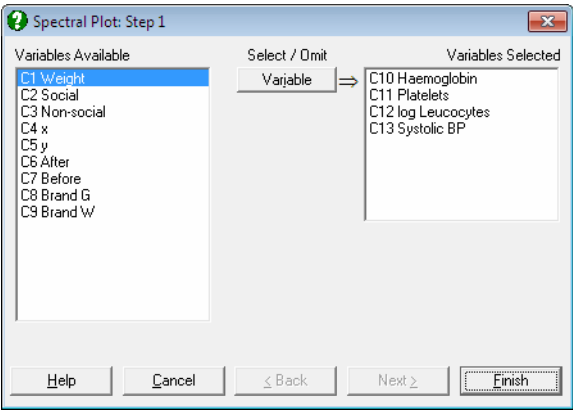 Spectral Plot: Step 1
Variables Available
Select / Omit
Variables Selected
C1 Weight
C2 Social
C3 Non-social
C4 x
C5 y
C6 After
C7 Before
C8 Brand G
C9 Brand W
Variable
C10 Haemoglobin
C11 Platelets
C12 log Leucocytes
C13 Systolic BP
Help
Cancel
< Back
Next >
Finish